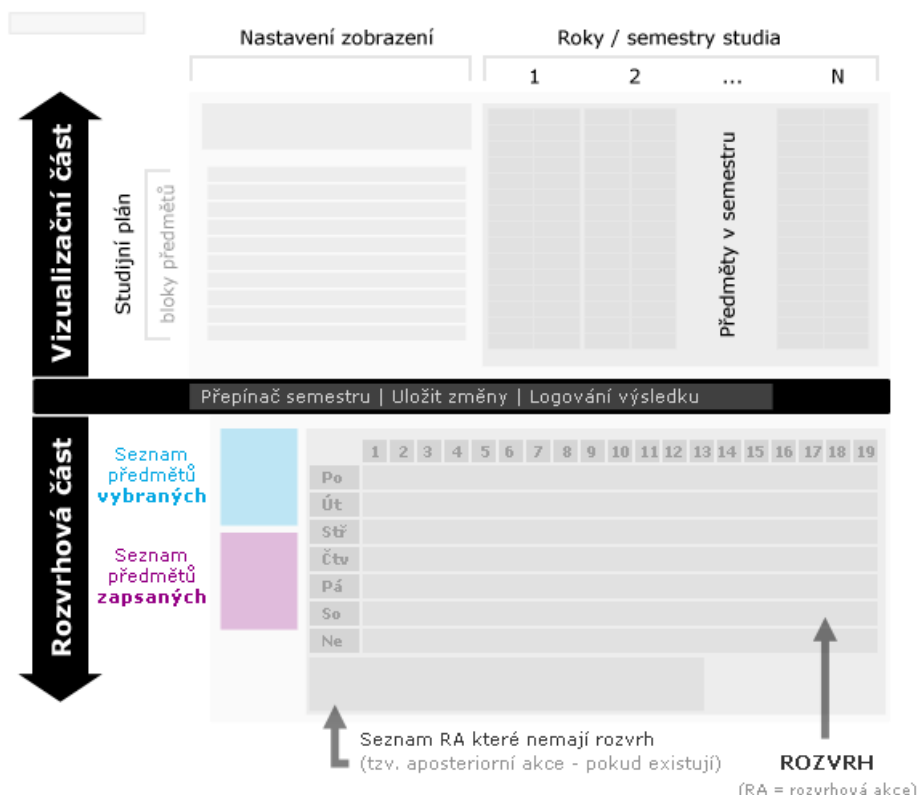 Nastavení zobrazení
Roky / semestry studia
1 2 ... N
Vizualizační část
Studijní plán
bloky předmětů
Předměty v semestru
Přepínač semestru | Uložit změny | Logování výsledku
Rozvrhová část
Seznam
předmětů
vybraných
Seznam
předmětů
zapsaných
1 2 3 4 5 6 7 8 9 10 11 12 13 14 15 16 17 18 19
Po
Út
Stř
Čtv
Pá
So
Ne
Seznam RA které nemají rozvrh
(tzv. aposteriorní akce - pokud existují)
ROZVRH
(RA = rozvrhová akce)